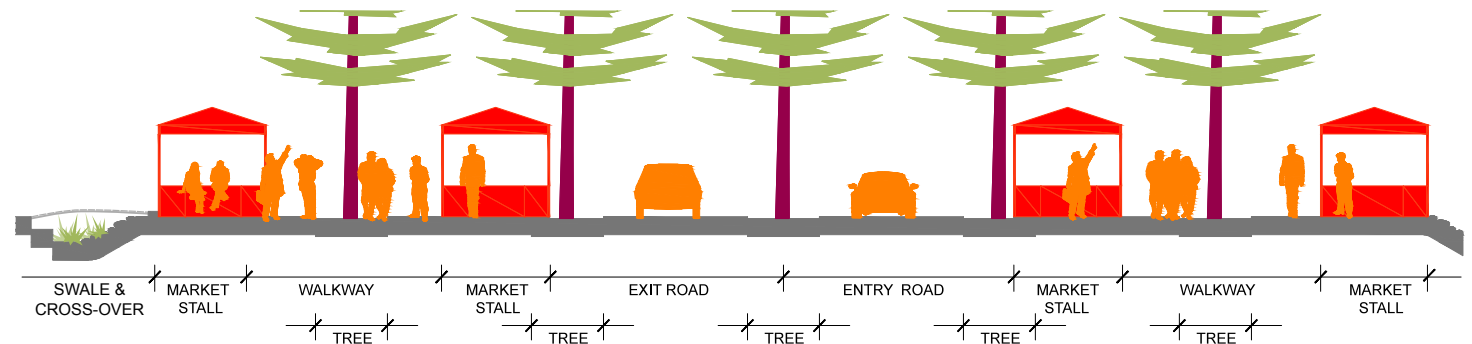 SWALE &
CROSS-OVER
MARKET
STALL
WALKWAY
MARKET
STALL
EXIT ROAD
ENTRY ROAD
MARKET
STALL
WALKWAY
MARKET
STALL
TREE
TREE
TREE
TREE
TREE